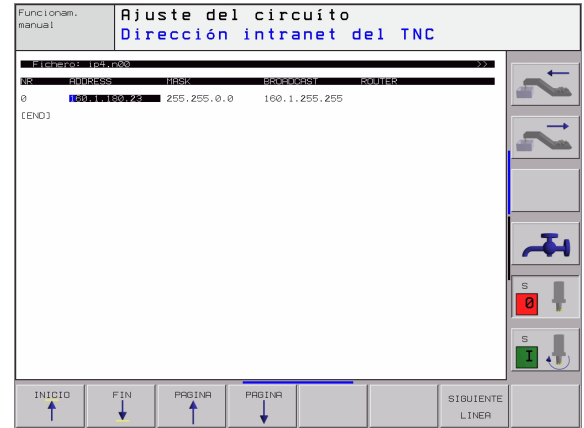 Funcionam.
manual
Ajuste del circuíto
Dirección intranet del TNC
Fichero: ip4.n00 >>
NR ADDRESS MASK BROADCAST ROUTER
0 160.1.180.23 255.255.0.0 160.1.255.255
[END]
S
0
S
I
INICIO FIN PAGINA PAGINA SIGUIENTE
LINEA